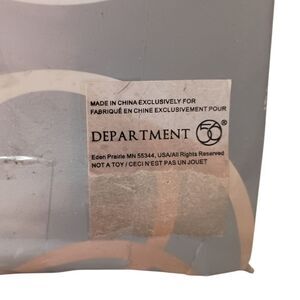 MADE IN CHINA EXCLUSIVELY FOR
FABRIQUÉ EN CHINE EXCLUSIVEMENT POUR
DEPARTMENT 56®
Eden Prairie MN 55344, USA/All Rights Reserved
NOT A TOY / CECI N'EST PAS UN JOUET